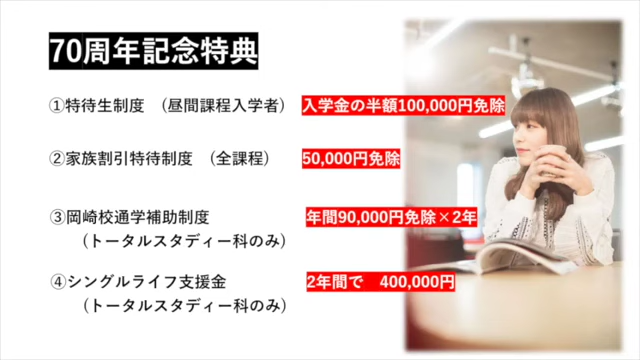 70周年記念特典
①特待生制度　(昼間課程入学者)　入学金の半額100,000円免除
②家族割引特待制度　(全課程)　50,000円免除
③岡崎校通学補助制度　年間90,000円免除×2年
(トータルスタディー科のみ)
④シングルライフ支援金　2年間で　400,000円
(トータルスタディー科のみ)